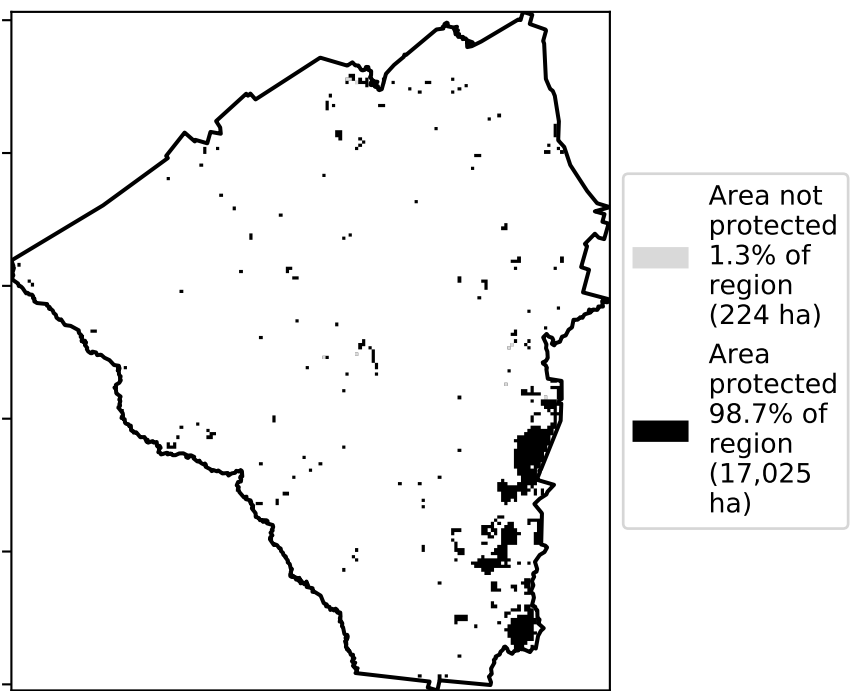 Area not
protected
1.3% of
region
(224 ha)
Area
protected
98.7% of
region
(17,025
ha)